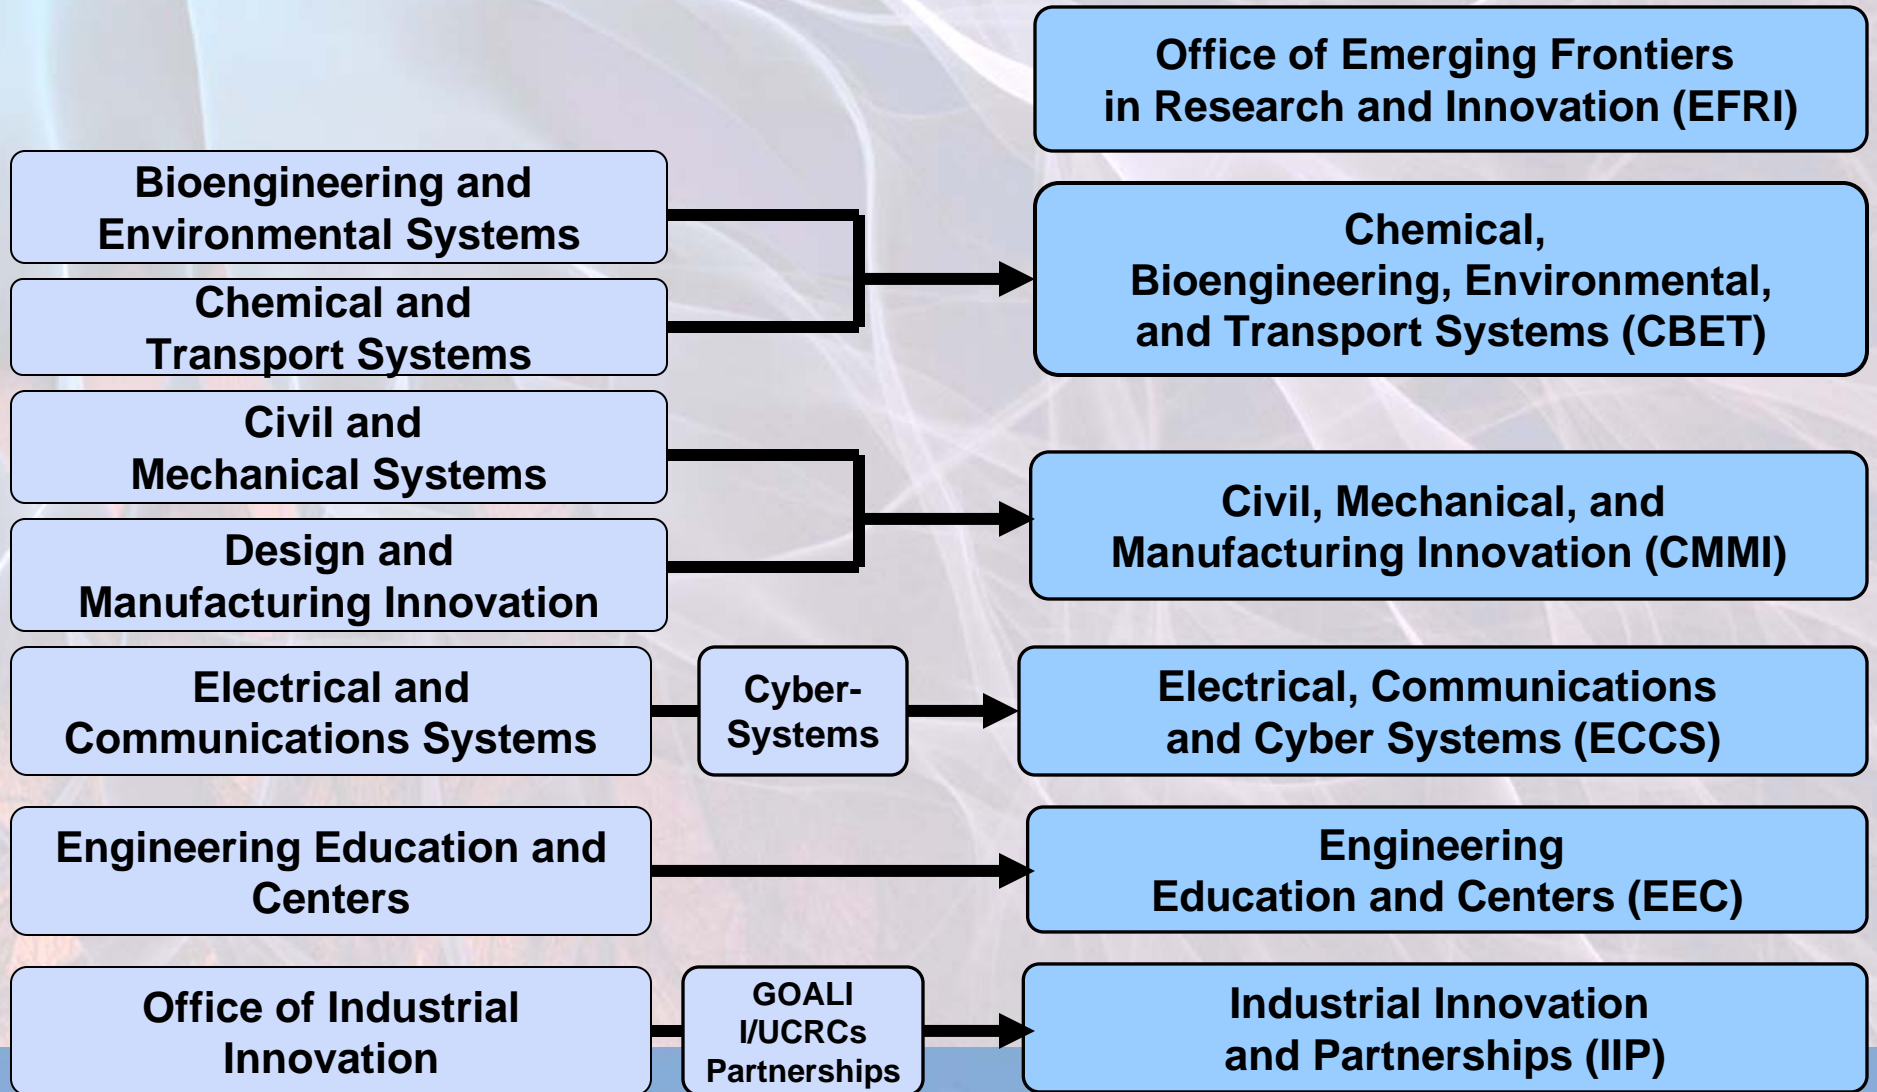 Office of Emerging Frontiers
in Research and Innovation (EFRI)
Bioengineering and
Environmental Systems
Chemical and
Transport Systems
Chemical,
Bioengineering, Environmental,
and Transport Systems (CBET)
Civil and
Mechanical Systems
Design and
Manufacturing Innovation
Civil, Mechanical, and
Manufacturing Innovation (CMMI)
Electrical and
Communications Systems
Cyber-
Systems
Electrical, Communications
and Cyber Systems (ECCS)
Engineering Education and
Centers
Engineering
Education and Centers (EEC)
Office of Industrial
Innovation
GOALI
I/UCRCs
Partnerships
Industrial Innovation
and Partnerships (IIP)